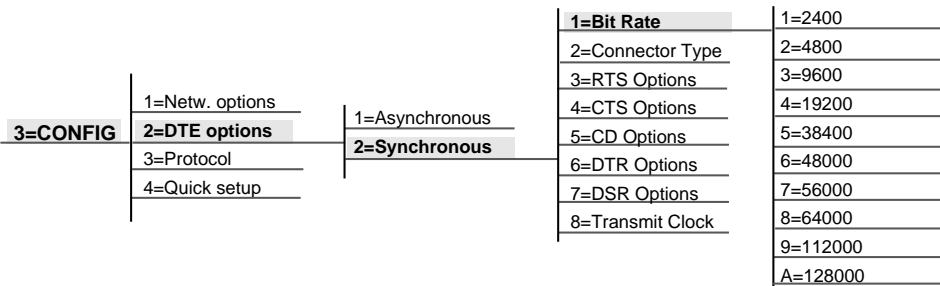 3=CONFIG
1=Netw. options
2=DTE options
3=Protocol
4=Quick setup
1=Asynchronous
2=Synchronous
1=Bit Rate
2=Connector Type
3=RTS Options
4=CTS Options
5=CD Options
6=DTR Options
7=DSR Options
8=Transmit Clock
1=2400
2=4800
3=9600
4=19200
5=38400
6=48000
7=56000
8=64000
9=112000
A=128000